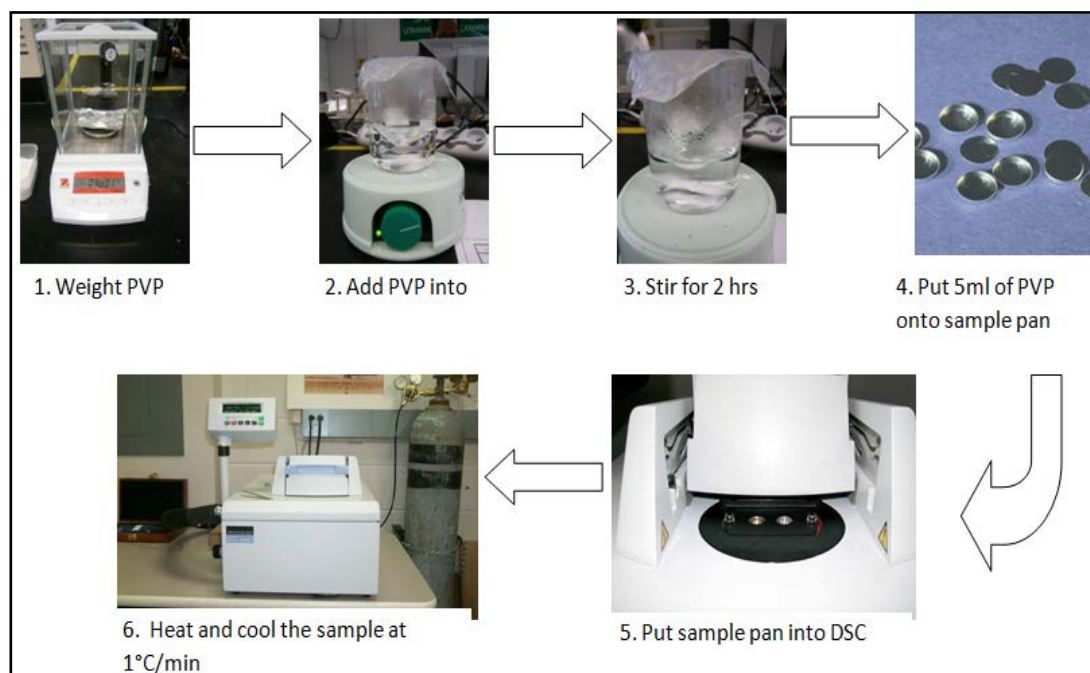 1. Weight PVP
2. Add PVP into
3. Stir for 2 hrs
4. Put 5ml of PVP
onto sample pan
5. Put sample pan into DSC
6. Heat and cool the sample at
1°C/min